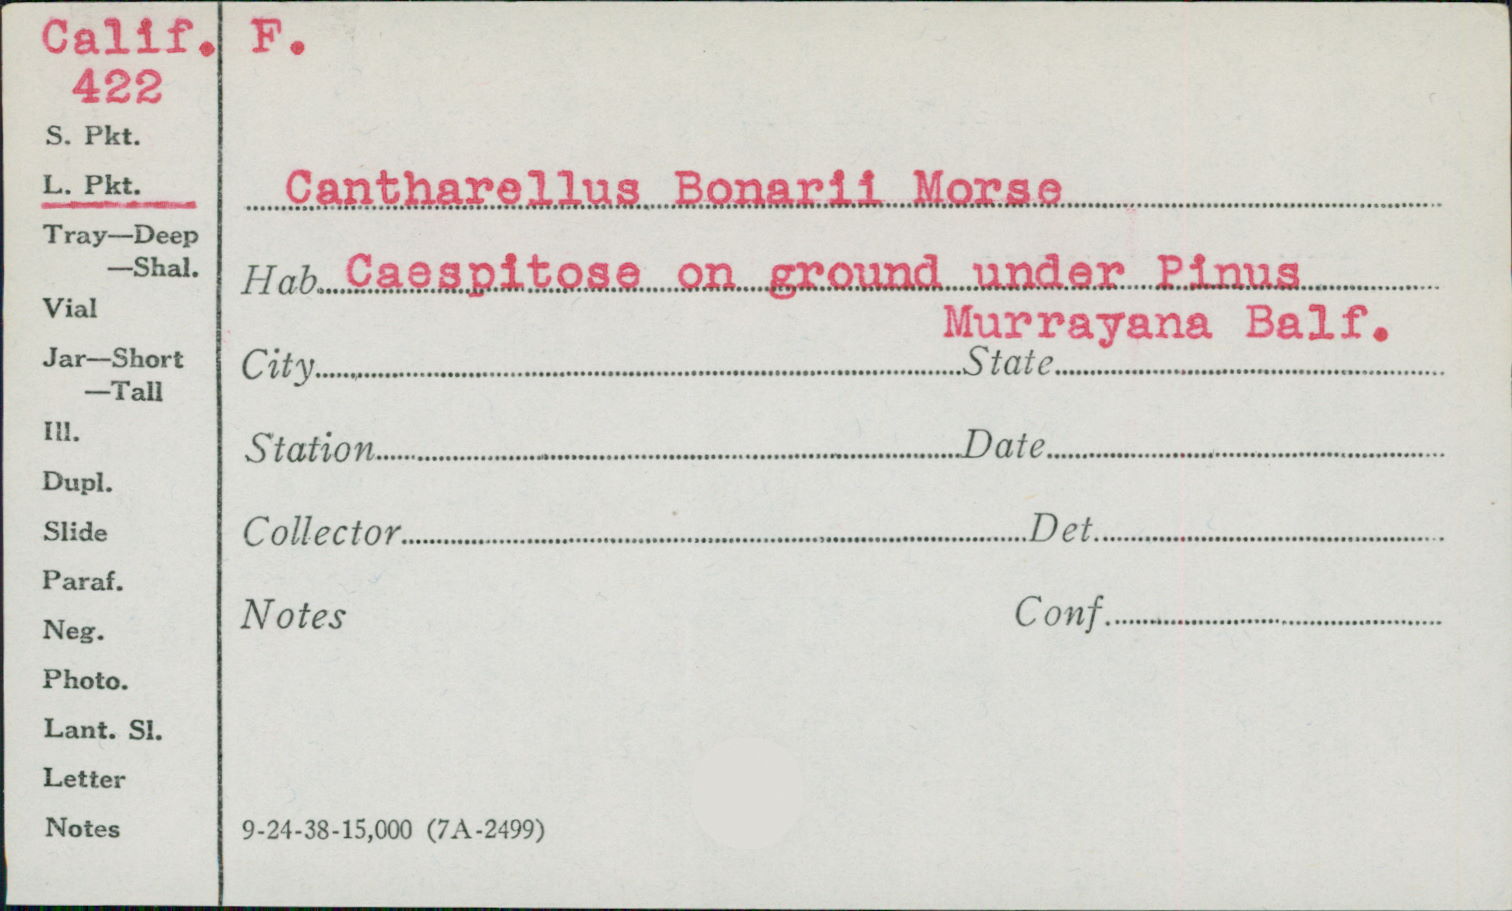 Calif. F.
422
S. Pkt.
L. Pkt.
Cantharellus Bonarii Morse
Tray—Deep
—Shal.
Hab. Caespitose on ground under Pinus
Murrayana Balf.
Vial
Jar—Short
—Tall
City State
Ill.
Station Date
Dupl.
Slide
Collector Det.
Paraf.
Neg.
Notes Conf.
Photo.
Lant. Sl.
Letter
Notes
9-24-38-15,000 (7A-2499)